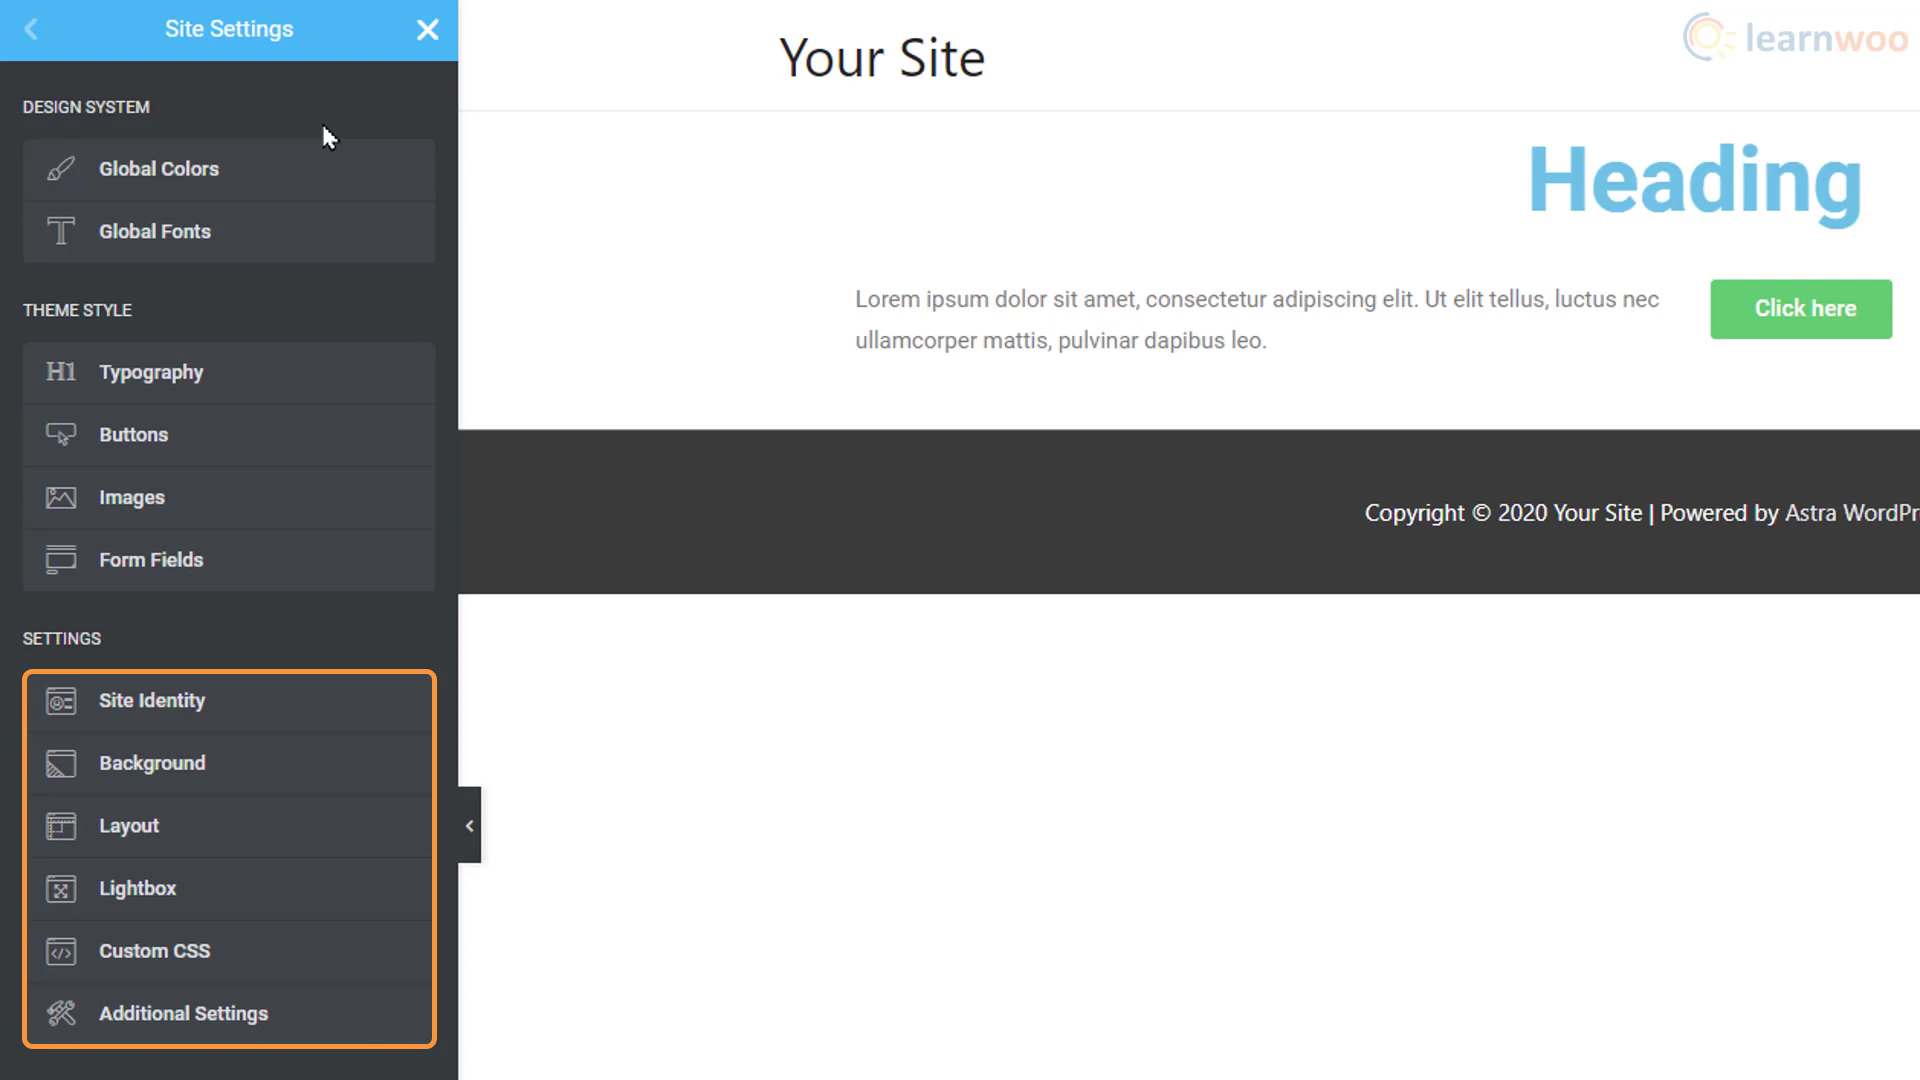 Site Settings
DESIGN SYSTEM
Global Colors
Global Fonts
THEME STYLE
H1 Typography
Buttons
Images
Form Fields
SETTINGS
Site Identity
Background
Layout
Lightbox
Custom CSS
Additional Settings
learnwoo
Your Site
Heading
Lorem ipsum dolor sit amet, consectetur adipiscing elit. Ut elit tellus, luctus nec
ullamcorper mattis, pulvinar dapibus leo.
Click here
Copyright © 2020 Your Site | Powered by Astra WordPr